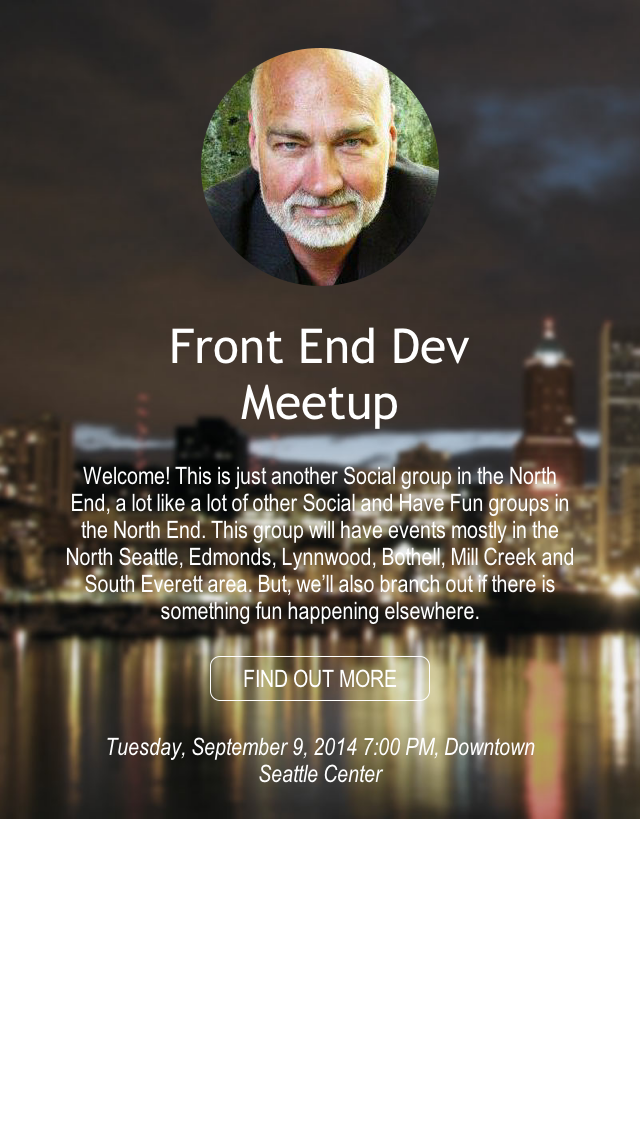 Front End Dev
Meetup
Welcome! This is just another Social group in the North
End, a lot like a lot of other Social and Have Fun groups in
the North End. This group will have events mostly in the
North Seattle, Edmonds, Lynnwood, Bothell, Mill Creek and
South Everett area. But, we’ll also branch out if there is
something fun happening elsewhere.
FIND OUT MORE
Tuesday, September 9, 2014 7:00 PM, Downtown
Seattle Center